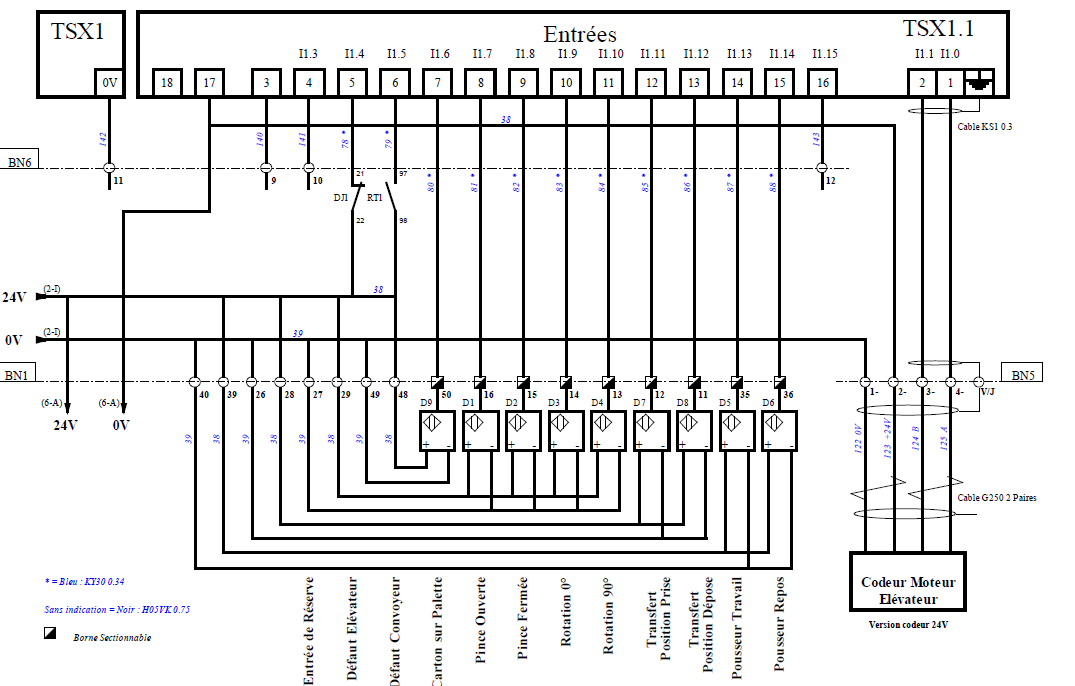 TSX1
Entrées
TSX1.1
I1.3 I1.4 I1.5 I1.6 I1.7 I1.8 I1.9 I1.10 I1.11 I1.12 I1.13 I1.14 I1.15 I1.1 I1.0
0V 18 17 3 4 5 6 7 8 9 10 11 12 13 14 15 16 2 1
38
Cable KS1 0.3
142 140 141 78 * 79 * 143
BN6
11 9 10 12
21 97
80 * 81 * 82 * 83 * 84 * 85 * 86 * 87 * 88 *
DJ1 RT1
22 98
24V (2-I) 38
0V (2-I) 39
BN1
BN5
40 39 26 28 27 29 49 48 50 16 15 14 13 12 11 35 36 1- 2- 3- 4- V/J
(6-A) (6-A)
24V 0V
D9 D1 D2 D3 D4 D7 D8 D5 D6
+ - + - + - + - + - + - + - + - + -
39 38 39 38 39 38 39 38
122 0V
123 +24V
124 B
125 A
Cable G250 2 Paires
Codeur Moteur
Elévateur
Version codeur 24V
* = Bleu : KY30 0.34
Sans indication = Noir : H05VK 0.75
Borne Sectionnable
Entrée de Réserve
Défaut Elévateur
Défaut Convoyeur
Carton sur Palette
Pince Ouverte
Pince Fermée
Rotation 0°
Rotation 90°
Transfert
Position Prise
Transfert
Position Dépose
Pousseur Travail
Pousseur Repos